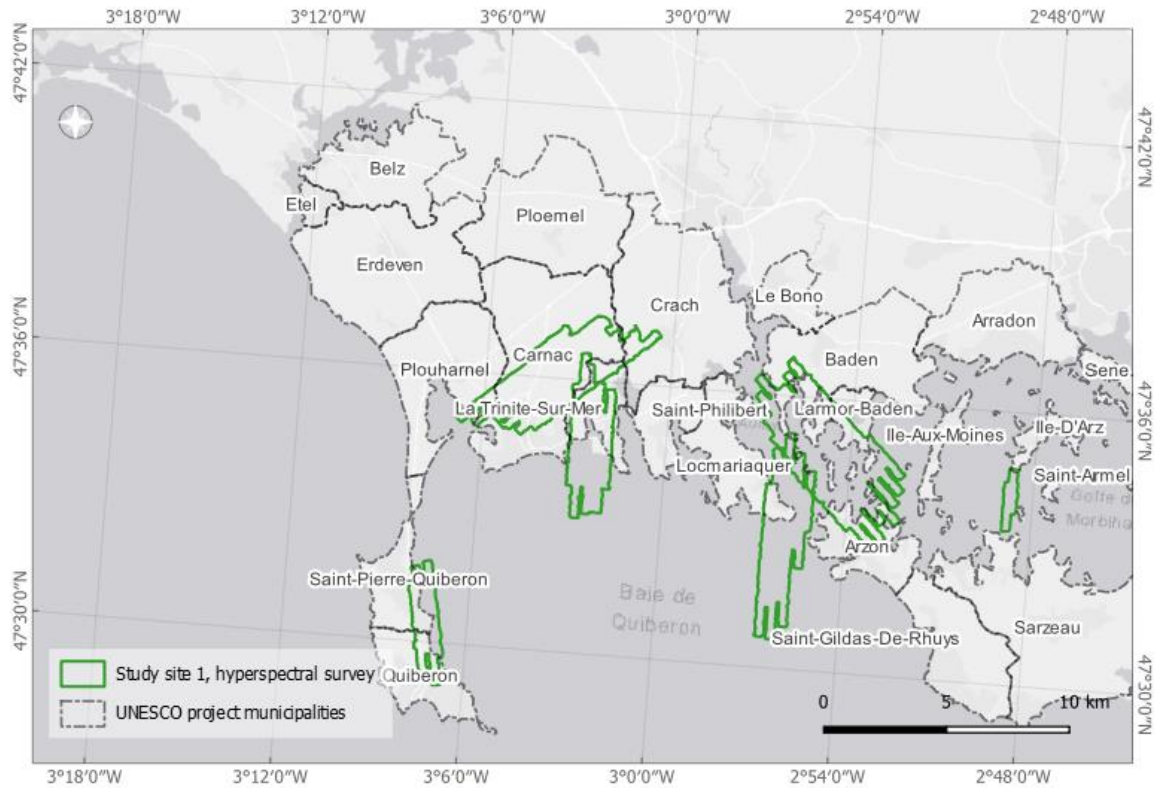 3°18'0"W
3°12'0"W
3°6'0"W
3°0'0"W
2°54'0"W
2°48'0"W
47°42'0"N
47°42'0"N
Belz
Etel
Ploemel
Erdeven
Crach
Le Bono
Arradon
47°36'0"N
Carnac
Baden
Plouharnel
Sene
La Trinite-Sur-Mer
Saint-Philibert
Larmor-Baden
47°36'0"N
Ile-D'Arz
Ile-Aux-Moines
Locmariaquer
Saint-Armel
Golfe d
Morbiha
Arzon
Saint-Pierre-Quiberon
Baie de
Quiberon
47°30'0"N
Saint-Gildas-De-Rhuys
Sarzeau
Study site 1, hyperspectral survey
Quiberon
47°30'0"N
UNESCO project municipalities
0 5 10 km
3°18'0"W
3°12'0"W
3°6'0"W
3°0'0"W
2°54'0"W
2°48'0"W